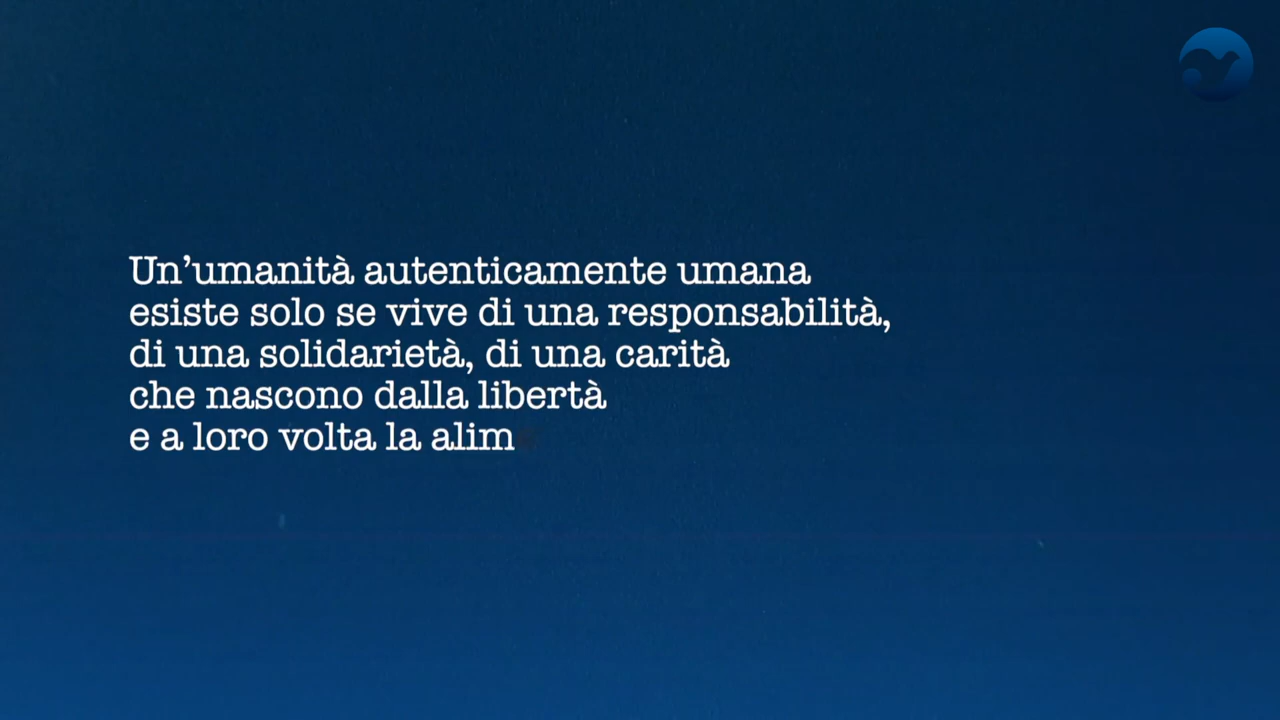 Un’umanità autenticamente umana
esiste solo se vive di una responsabilità,
di una solidarietà, di una carità
che nascono dalla libertà
e a loro volta la alim